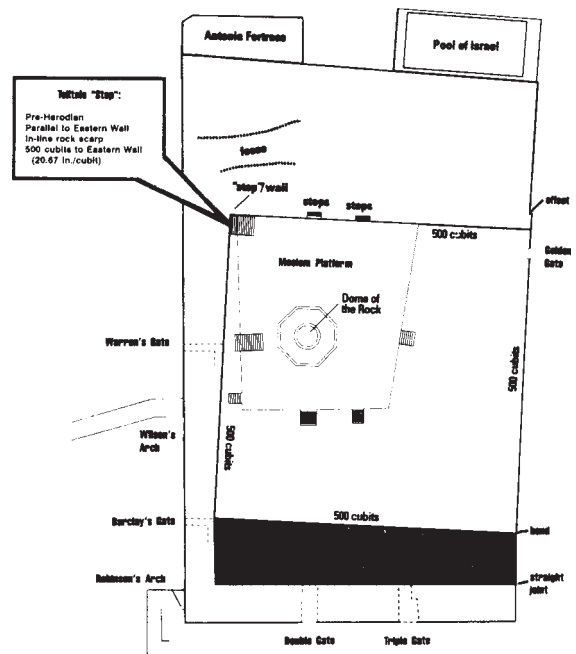 Antonia Fortress
Pool of Israel
Telltale "Step":
Pre-Herodian
Parallel to Eastern Wall
In-line rock scarp
500 cubits to Eastern Wall
(20.67 in./cubit)
fosse
"step"/wall
steps
steps
offset
500 cubits
Golden
Gate
Moslem Platform
Dome of
the Rock
Warren's Gate
500 cubits
Wilson's
Arch
500
cubits
500 cubits
Barclay's Gate
bend
Robinson's Arch
straight
joint
Double Gate
Triple Gate